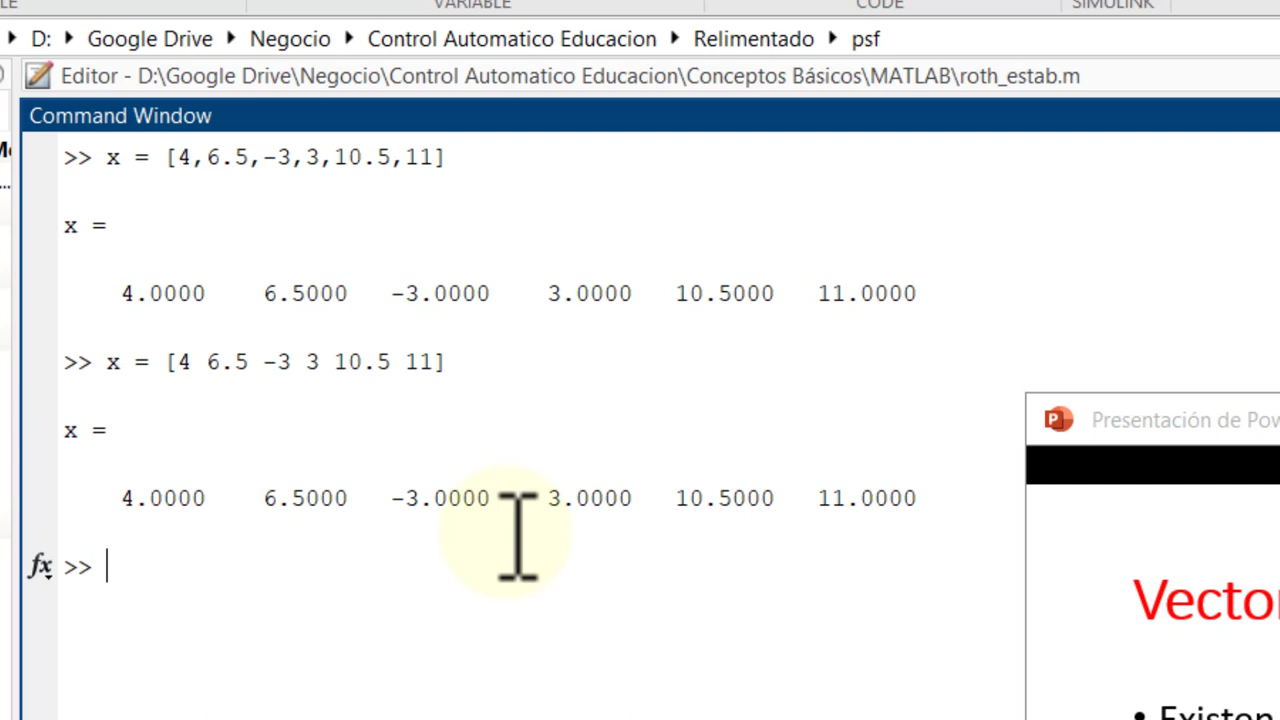 VARIABLE CODE SIMULINK
D: Google Drive Negocio Control Automatico Educacion Relimentado psf
Editor - D:\Google Drive\Negocio\Control Automatico Educacion\Conceptos Básicos\MATLAB\roth_estab.m
Command Window
>> x = [4,6.5,-3,3,10.5,11]
x =
4.0000 6.5000 -3.0000 3.0000 10.5000 11.0000
>> x = [4 6.5 -3 3 10.5 11]
x =
4.0000 6.5000 -3.0000 3.0000 10.5000 11.0000
fx >>
Presentación de Pow
Vector
• Existen